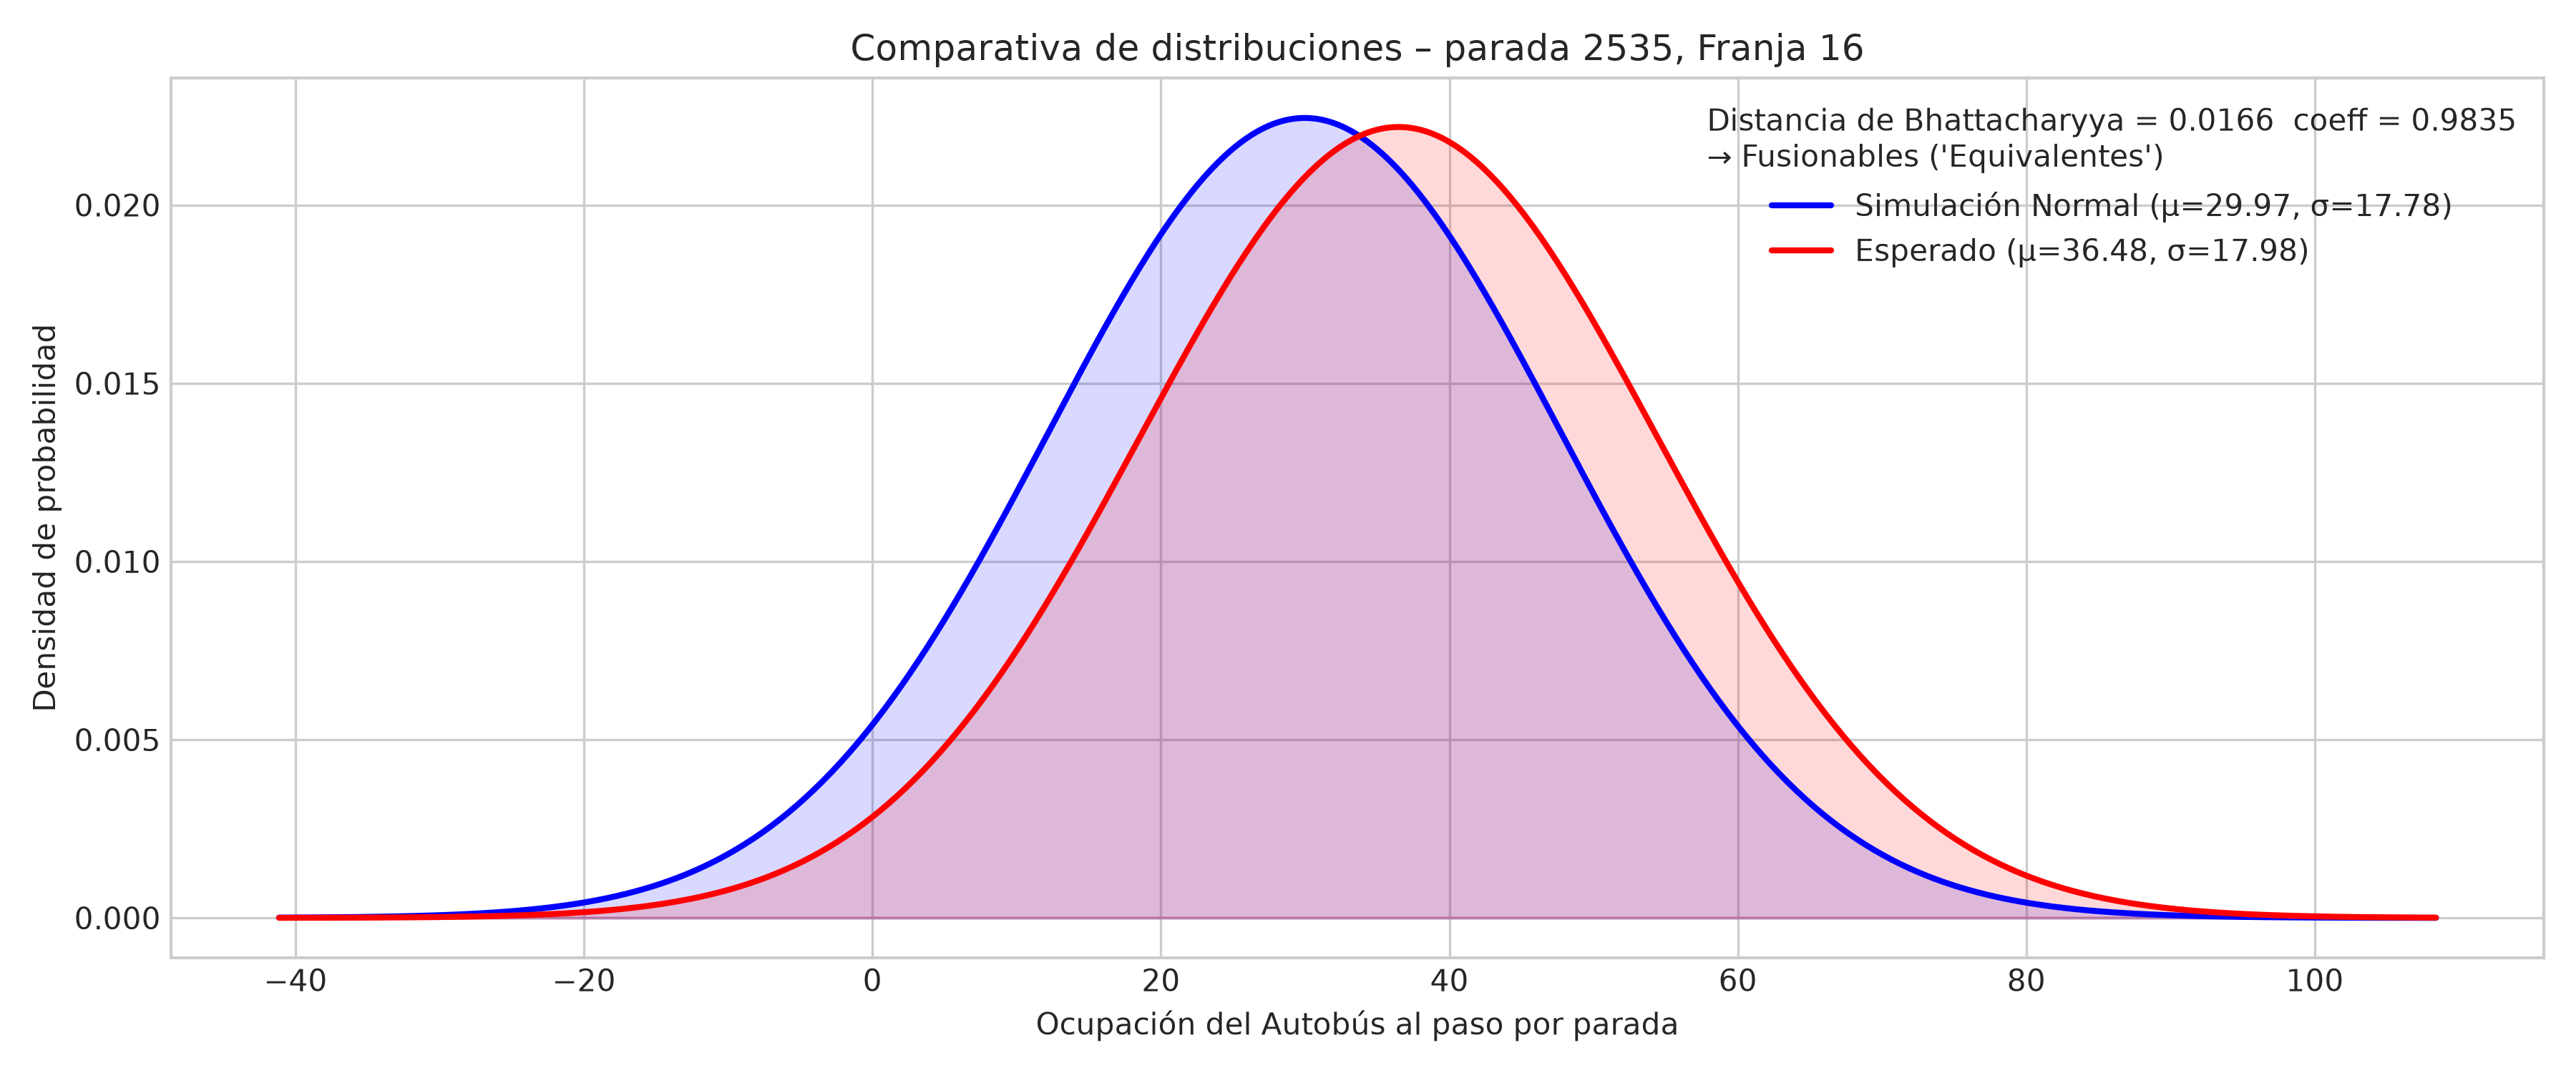 Comparativa de distribuciones – parada 2535, Franja 16
Distancia de Bhattacharyya = 0.0166  coeff = 0.9835
→ Fusionables ('Equivalentes')
Simulación Normal (μ=29.97, σ=17.78)
Esperado (μ=36.48, σ=17.98)
Densidad de probabilidad
0.020
0.015
0.010
0.005
0.000
−40
−20
0
20
40
60
80
100
Ocupación del Autobús al paso por parada